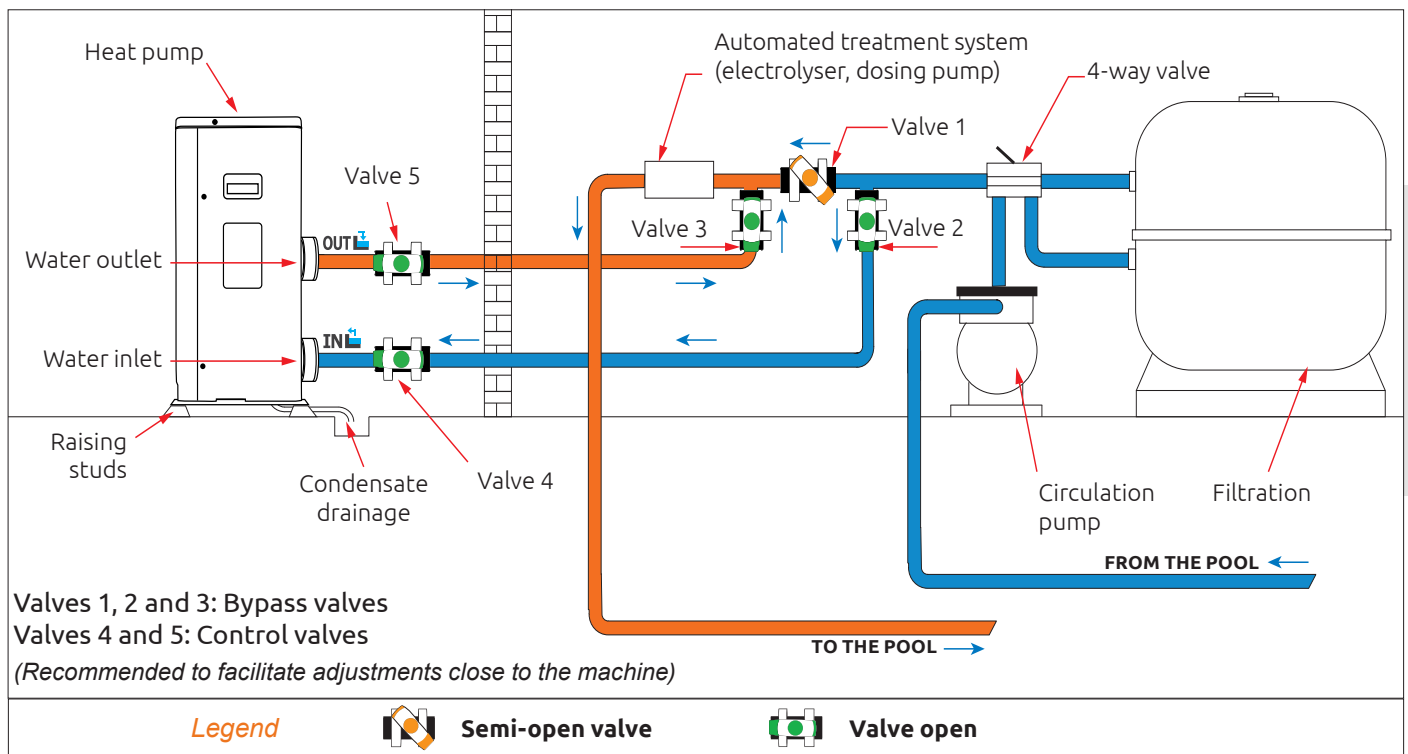 Heat pump
Automated treatment system
(electrolyser, dosing pump)
4-way valve
Valve 1
Valve 5
Valve 3
Valve 2
OUT
Water outlet
IN
Water inlet
Raising
studs
Condensate
drainage
Valve 4
Circulation
pump
Filtration
FROM THE POOL
TO THE POOL
Valves 1, 2 and 3: Bypass valves
Valves 4 and 5: Control valves
(Recommended to facilitate adjustments close to the machine)
Legend
Semi-open valve
Valve open